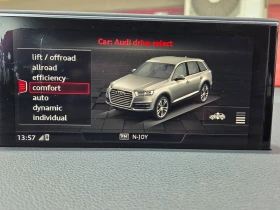 Car: Audi drive select
lift / offroad
allroad
efficiency
comfort
auto
dynamic
individual
13:57
N-JOY